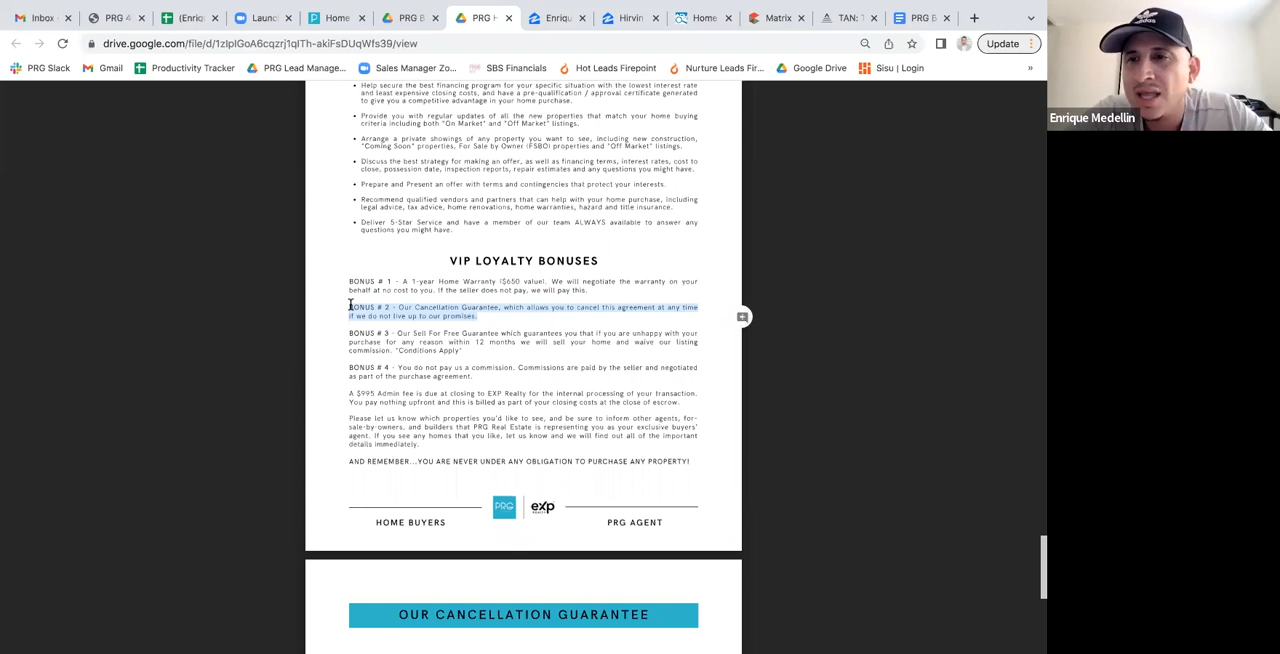 Inbox
PRG 4
(Enriq
Launc
Home
PRG B
PRG H
Enriqu
Hirvin
Home
Matrix
TAN: T
PRG B
drive.google.com/file/d/1zIpIGoA6cqzrj1qITh-akiFsDUqWfs39/view
Update
PRG Slack
Gmail
Productivity Tracker
PRG Lead Manage...
Sales Manager Zo...
SBS Financials
Hot Leads Firepoint
Nurture Leads Fir...
Google Drive
Sisu | Login
»
Enrique Medellin
• Help secure the best financing program for your specific situation with the lowest interest rate
and least expensive closing costs, and have a pre-qualification / approval certificate generated
to give you a competitive advantage in your home purchase.
• Provide you with regular updates of all the new properties that match your home buying
criteria including both "On Market" and "Off Market" listings.
• Arrange a private showings of any property you want to see, including new construction,
"Coming Soon" properties, For Sale by Owner (FSBO) properties and "Off Market" listings.
• Discuss the best strategy for making an offer, as well as financing terms, interest rates, cost to
close, possession date, inspection reports, repair estimates and any questions you might have.
• Prepare and Present an offer with terms and contingencies that protect your interests.
• Recommend qualified vendors and partners that can help with your home purchase, including
legal advice, tax advice, home renovations, home warranties, hazard and title insurance.
• Deliver 5-Star Service and have a member of our team ALWAYS available to answer any
questions you might have.
VIP LOYALTY BONUSES
BONUS # 1 - A 1-year Home Warranty ($650 value). We will negotiate the warranty on your
behalf at no cost to you. If the seller does not pay, we will pay this.
BONUS # 2 - Our Cancellation Guarantee, which allows you to cancel this agreement at any time
if we do not live up to our promises.
BONUS # 3 - Our Sell For Free Guarantee which guarantees you that if you are unhappy with your
purchase for any reason within 12 months we will sell your home and waive our listing
commission. "Conditions Apply"
BONUS # 4 - You do not pay us a commission. Commissions are paid by the seller and negotiated
as part of the purchase agreement.
A $995 Admin fee is due at closing to EXP Realty for the internal processing of your transaction.
You pay nothing upfront and this is billed as part of your closing costs at the close of escrow.
Please let us know which properties you'd like to see, and be sure to inform other agents, for-
sale-by-owners, and builders that PRG Real Estate is representing you as your exclusive buyers'
agent. If you see any homes that you like, let us know and we will find out all of the important
details immediately.
AND REMEMBER...YOU ARE NEVER UNDER ANY OBLIGATION TO PURCHASE ANY PROPERTY!
PRG
exp
REALTY
HOME BUYERS
PRG AGENT
OUR CANCELLATION GUARANTEE